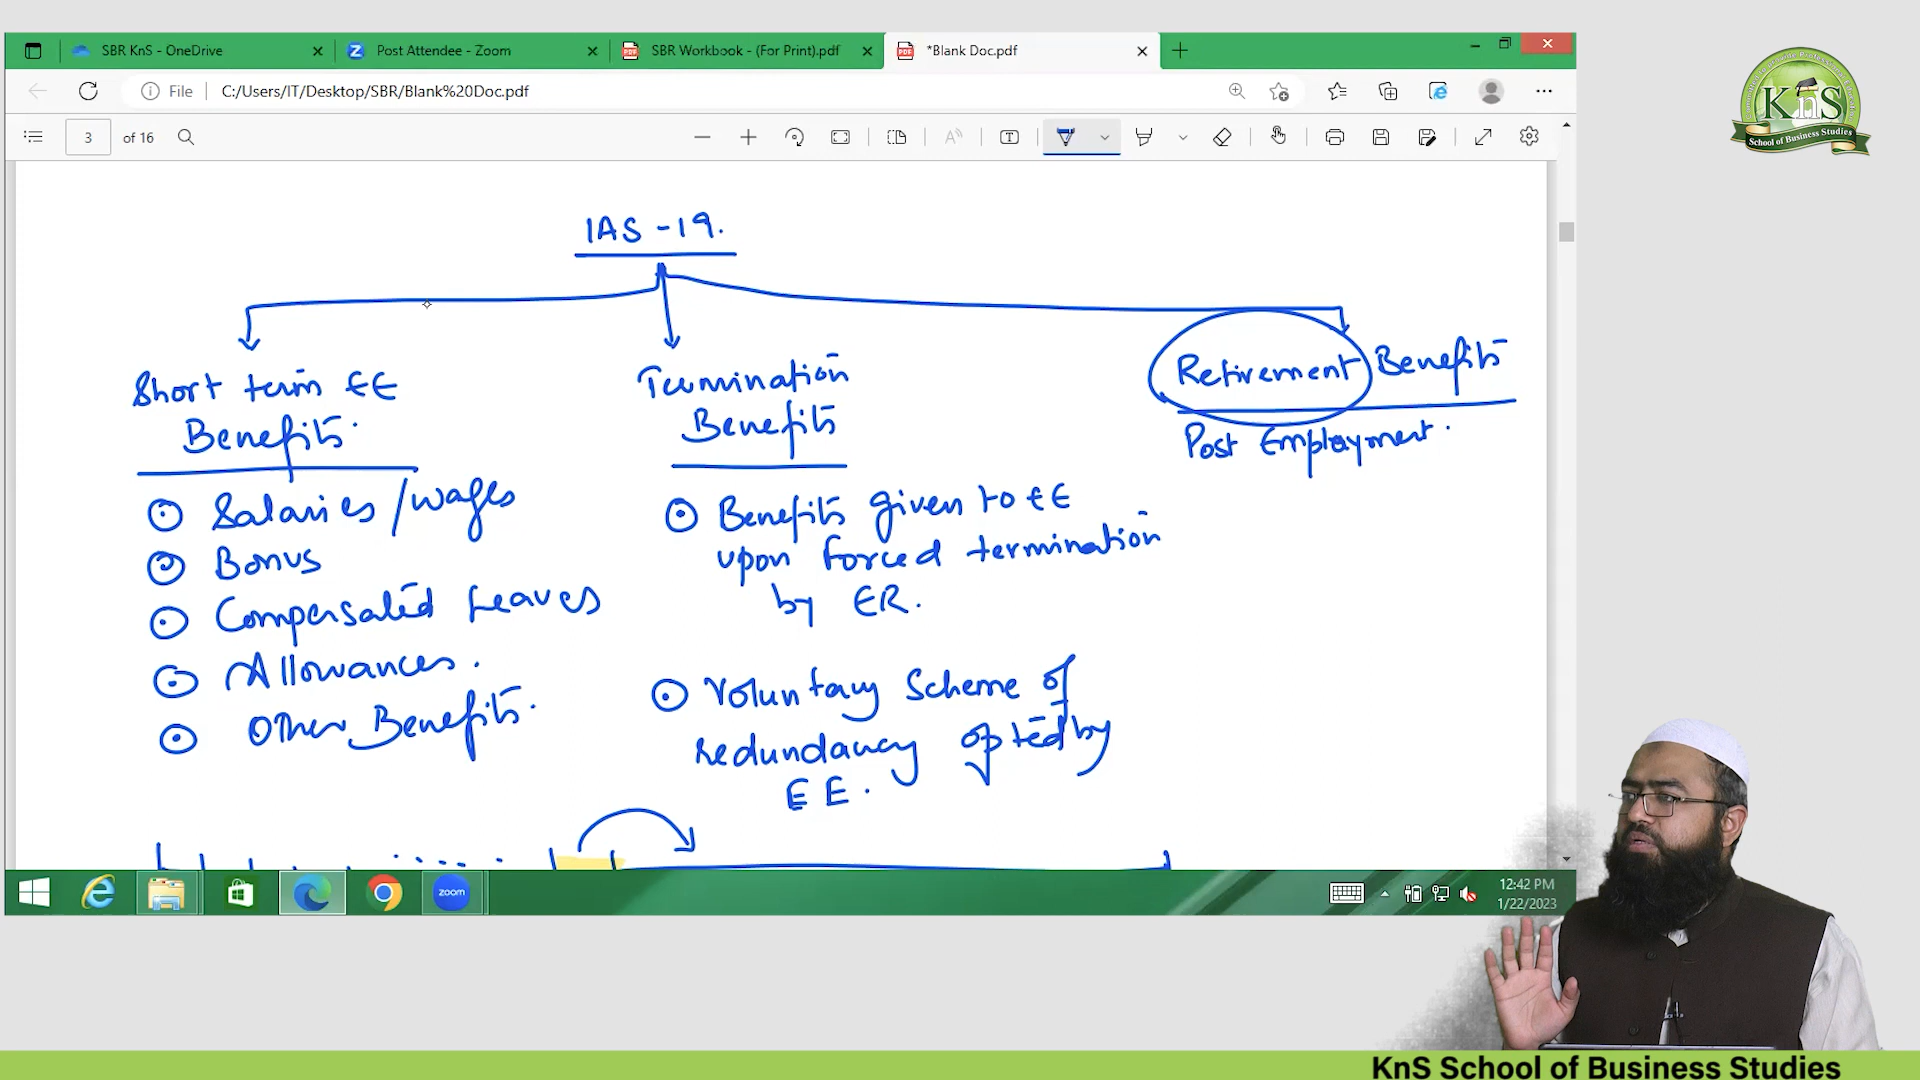 SBR KnS - OneDrive
Post Attendee - Zoom
SBR Workbook - (For Print).pdf
*Blank Doc.pdf
File
C:/Users/IT/Desktop/SBR/Blank%20Doc.pdf
3 of 16
KnS
School of Business Studies
IAS -19.
Short term EE
Benefits.
Salaries/wages
Bonus
Compensated Leaves
Allowances.
Other Benefits.
Termination
Benefits
Benefits given to EE
upon forced termination
by ER.
Voluntary Scheme of
redundancy opted by
EE.
Retirement Benefits
Post Employment.
zoom
12:42 PM
1/22/2023
KnS School of Business Studies